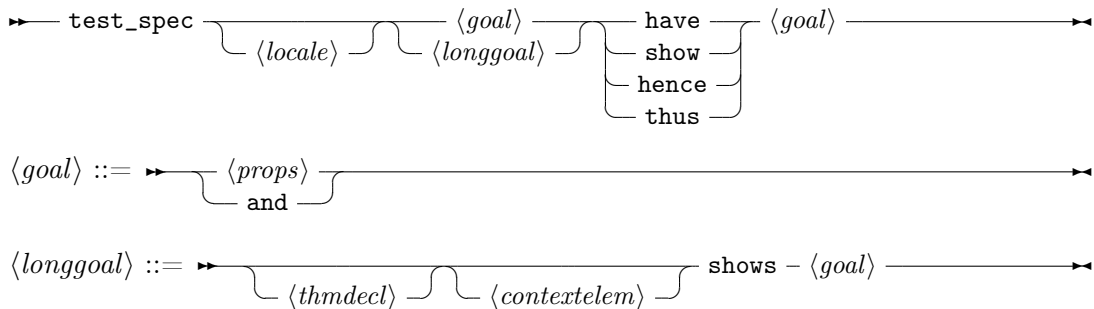 test_spec ⟨goal⟩ have ⟨goal⟩
⟨locale⟩ ⟨longgoal⟩ show
hence
thus
⟨goal⟩ ::= ⟨props⟩
and
⟨longgoal⟩ ::= shows ⟨goal⟩
⟨thmdecl⟩ ⟨contextelem⟩